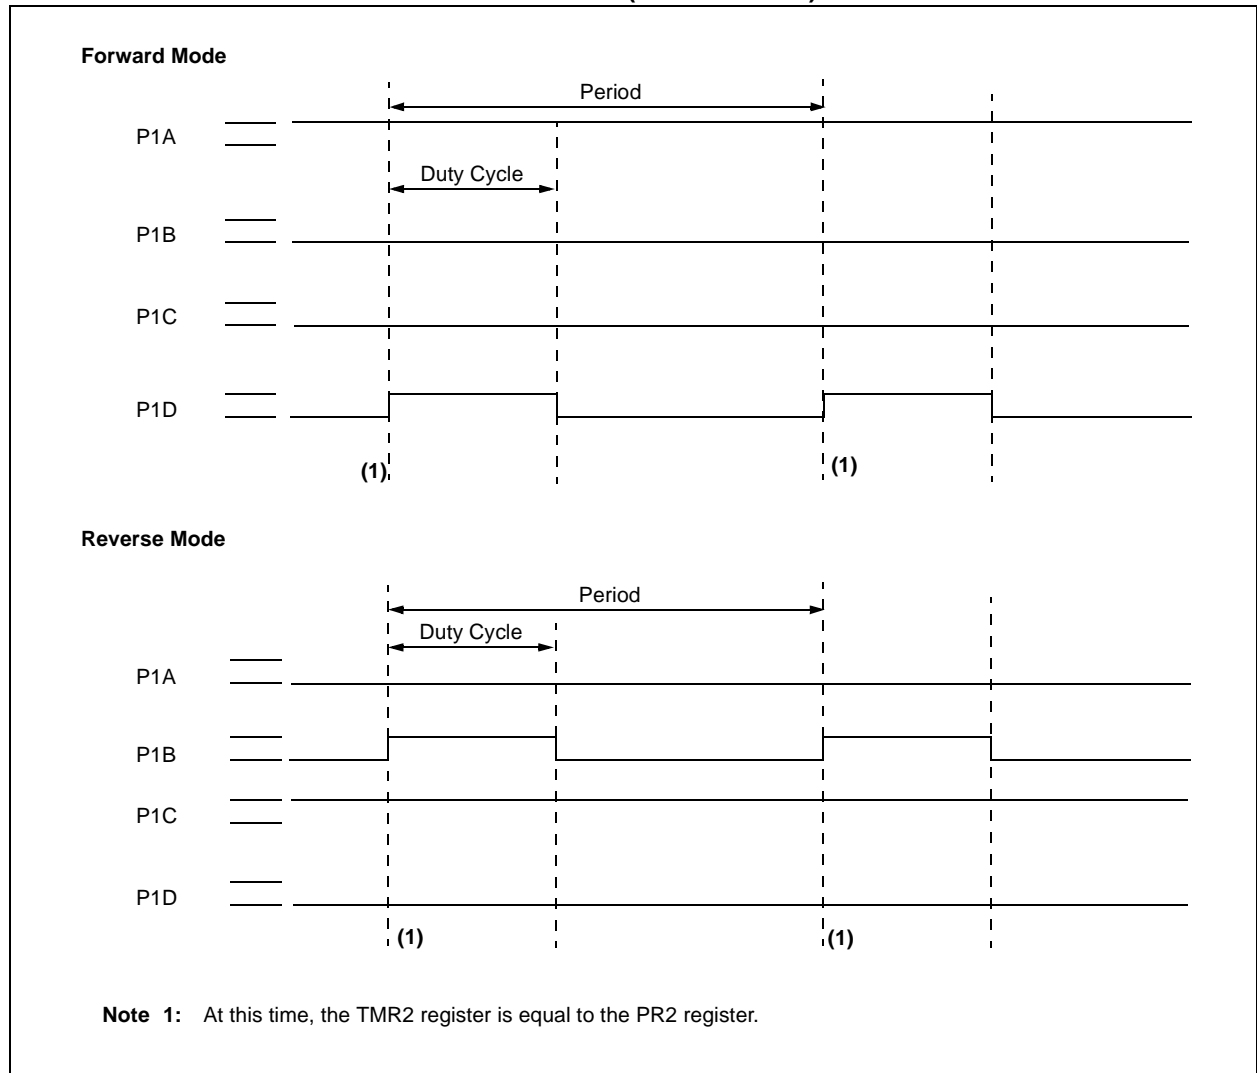 Forward Mode
Period
P1A
Duty Cycle
P1B
P1C
P1D
(1)
(1)
Reverse Mode
Period
Duty Cycle
P1A
P1B
P1C
P1D
(1)
(1)
Note 1: At this time, the TMR2 register is equal to the PR2 register.